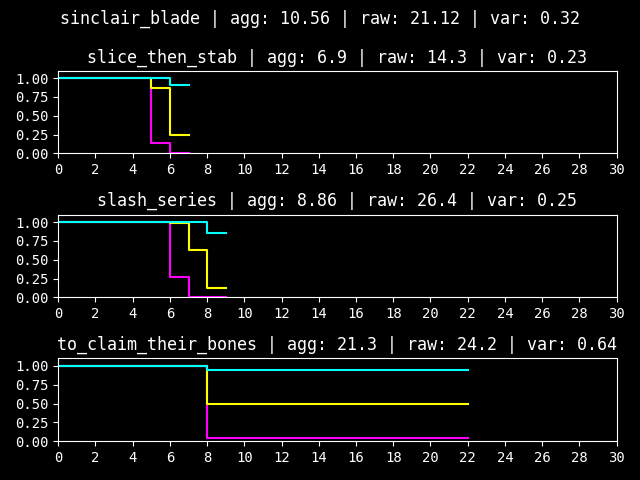 sinclair_blade | agg: 10.56 | raw: 21.12 | var: 0.32
slice_then_stab | agg: 6.9 | raw: 14.3 | var: 0.23
1.00
0.75
0.50
0.25
0.00
0 2 4 6 8 10 12 14 16 18 20 22 24 26 28 30
slash_series | agg: 8.86 | raw: 26.4 | var: 0.25
1.00
0.75
0.50
0.25
0.00
0 2 4 6 8 10 12 14 16 18 20 22 24 26 28 30
to_claim_their_bones | agg: 21.3 | raw: 24.2 | var: 0.64
1.00
0.75
0.50
0.25
0.00
0 2 4 6 8 10 12 14 16 18 20 22 24 26 28 30